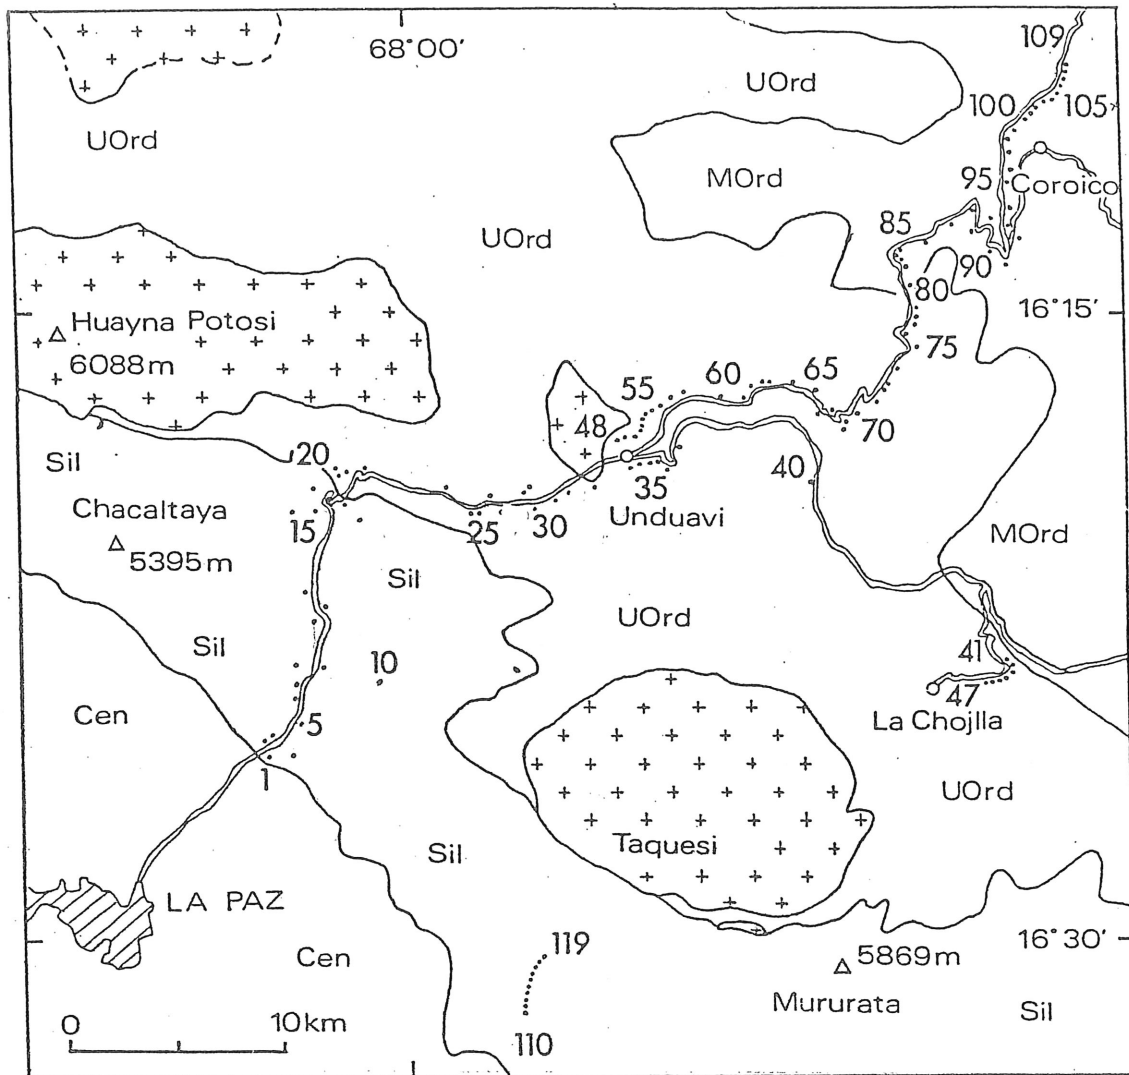 68°00'
109
UOrd
100
105
UOrd
MOrd
95
Coroico
85
UOrd
90
80
16°15'
Huayna Potosi
6088m
75
65
60
55
48
70
20
Sil
40
35
Chacaltaya
15
25
30
Unduavi
5395m
MOrd
Sil
UOrd
Sil
10
41
47
Cen
5
La Chojlla
1
UOrd
Sil
Taquesi
LA PAZ
119
16°30'
Cen
5869m
Mururata
Sil
0
10km
110